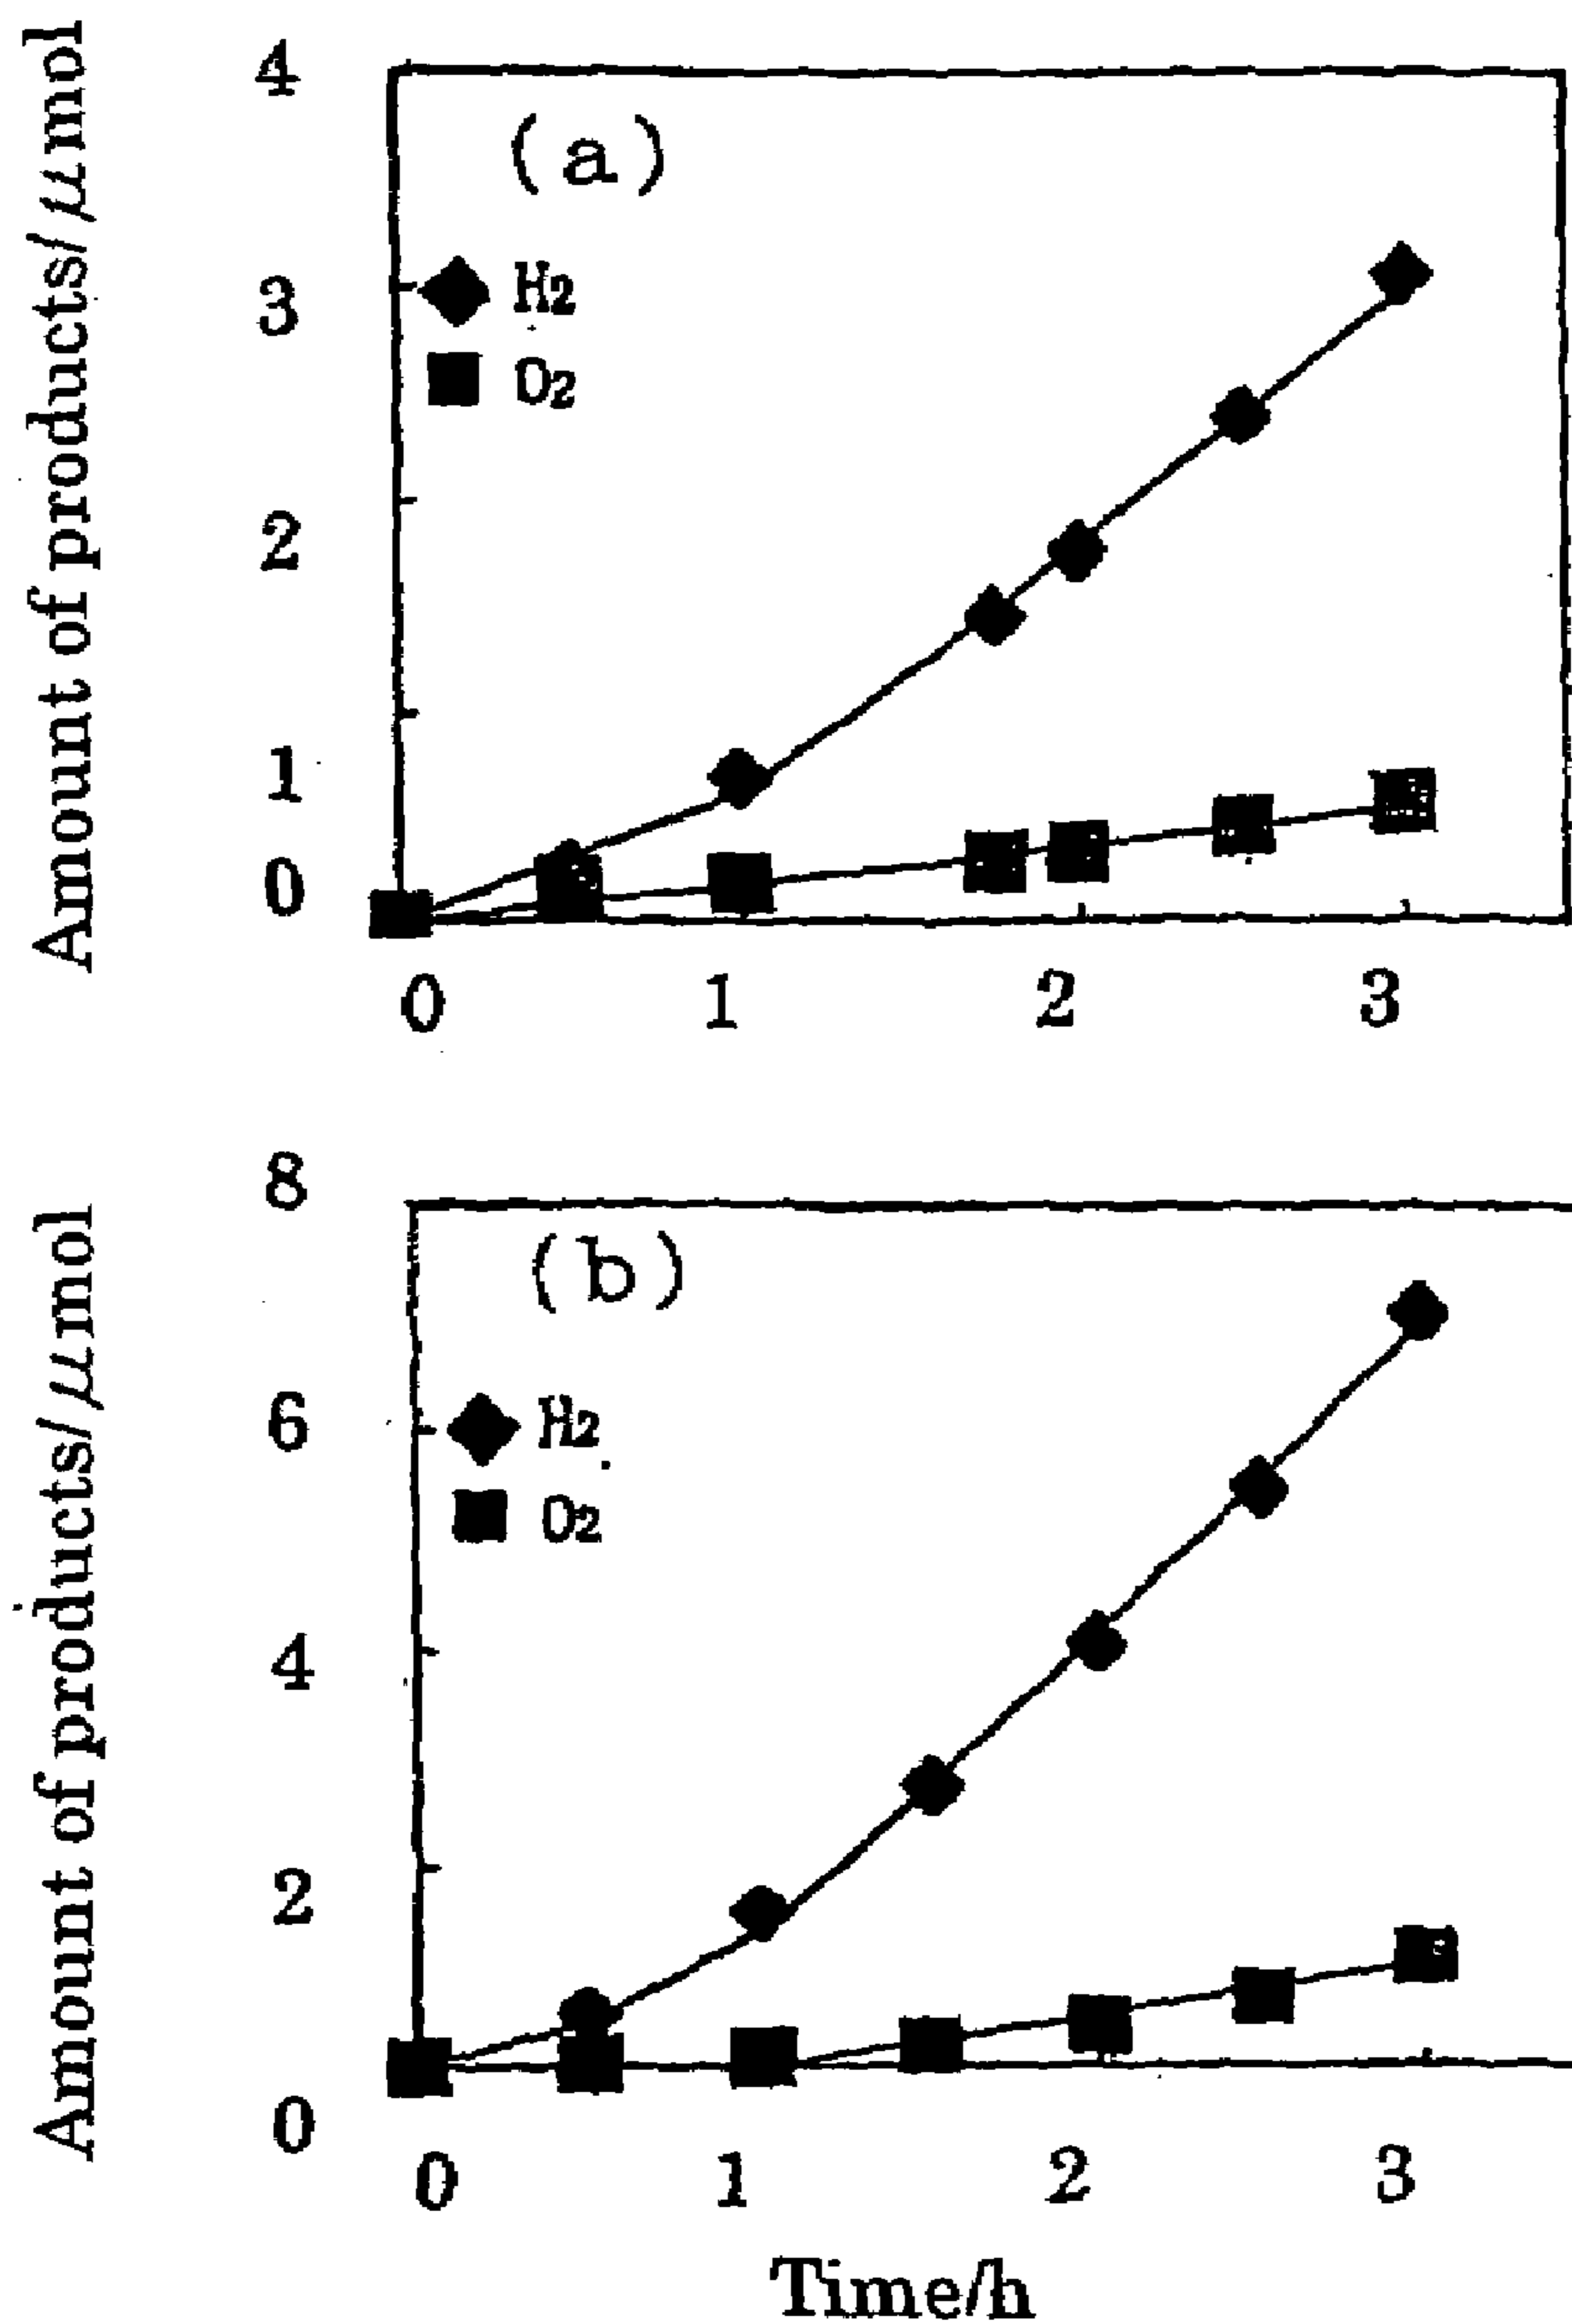 Amount of products/μmol
4
(a)
3
H2
O2
2
1
0
0 1 2 3
Amount of products/μmol
8
(b)
6
H2
O2
4
2
0
0 1 2 3
Time/h